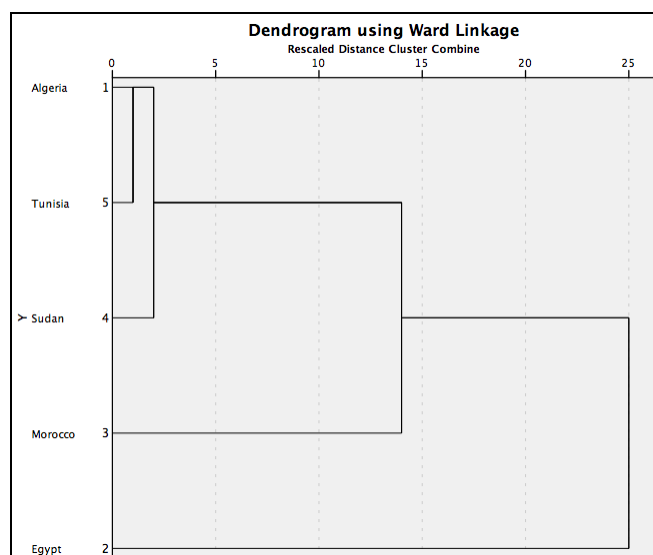 Dendrogram using Ward Linkage
Rescaled Distance Cluster Combine
0 5 10 15 20 25
Algeria 1
Tunisia 5
Y Sudan 4
Morocco 3
Egypt 2